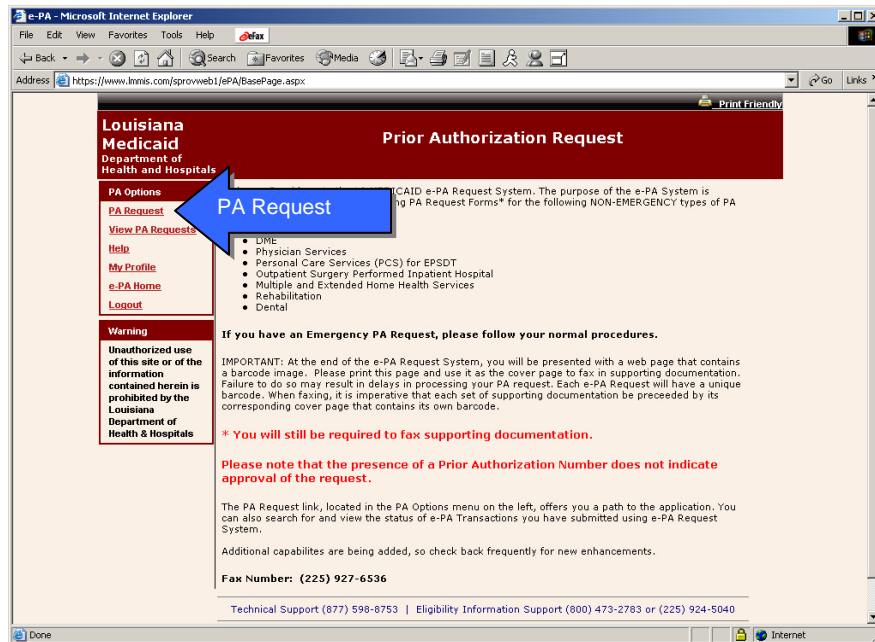 e-PA - Microsoft Internet Explorer
File Edit View Favorites Tools Help eFax
Back Search Favorites Media
Address https://www.lmmis.com/sprovweb1/ePA/BasePage.aspx Go Links
Print Friendly
Louisiana
Medicaid
Department of
Health and Hospitals
Prior Authorization Request
PA Options
PA Request
View PA Requests
Help
My Profile
e-PA Home
Logout
Warning
Unauthorized use
of this site or of the
information
contained herein is
prohibited by the
Louisiana
Department of
Health & Hospitals
PA Request
ICAID e-PA Request System. The purpose of the e-PA System is
ng PA Request Forms* for the following NON-EMERGENCY types of PA
• DME
• Physician Services
• Personal Care Services (PCS) for EPSDT
• Outpatient Surgery Performed Inpatient Hospital
• Multiple and Extended Home Health Services
• Rehabilitation
• Dental
If you have an Emergency PA Request, please follow your normal procedures.
IMPORTANT: At the end of the e-PA Request System, you will be presented with a web page that contains
a barcode image. Please print this page and use it as the cover page to fax in supporting documentation.
Failure to do so may result in delays in processing your PA request. Each e-PA Request will have a unique
barcode. When faxing, it is imperative that each set of supporting documentation be preceeded by its
corresponding cover page that contains its own barcode.
* You will still be required to fax supporting documentation.
Please note that the presence of a Prior Authorization Number does not indicate
approval of the request.
The PA Request link, located in the PA Options menu on the left, offers you a path to the application. You
can also search for and view the status of e-PA Transactions you have submitted using e-PA Request
System.
Additional capabilites are being added, so check back frequently for new enhancements.
Fax Number: (225) 927-6536
Technical Support (877) 598-8753 | Eligibility Information Support (800) 473-2783 or (225) 924-5040
Done Internet